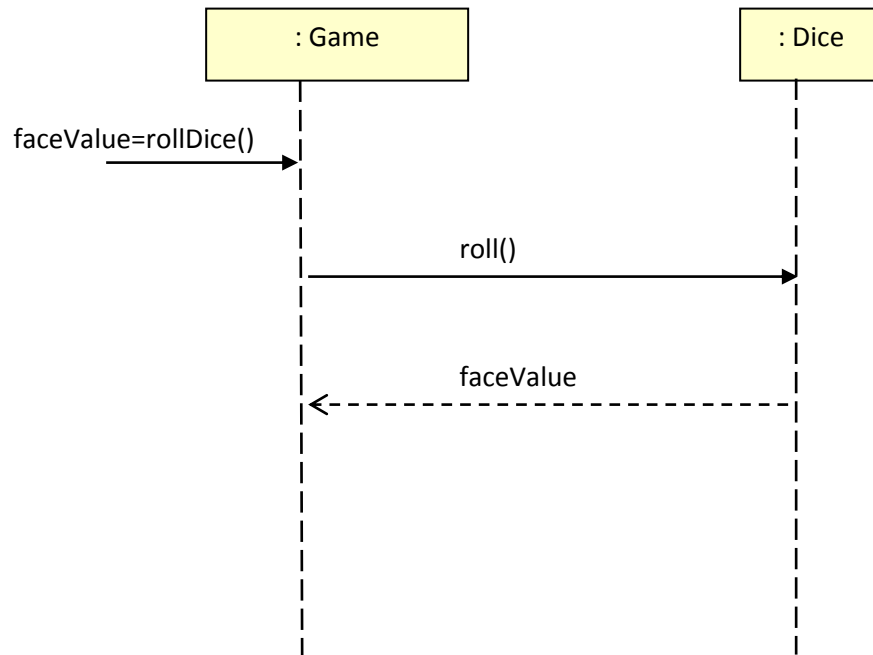 : Game
: Dice
faceValue=rollDice()
roll()
faceValue